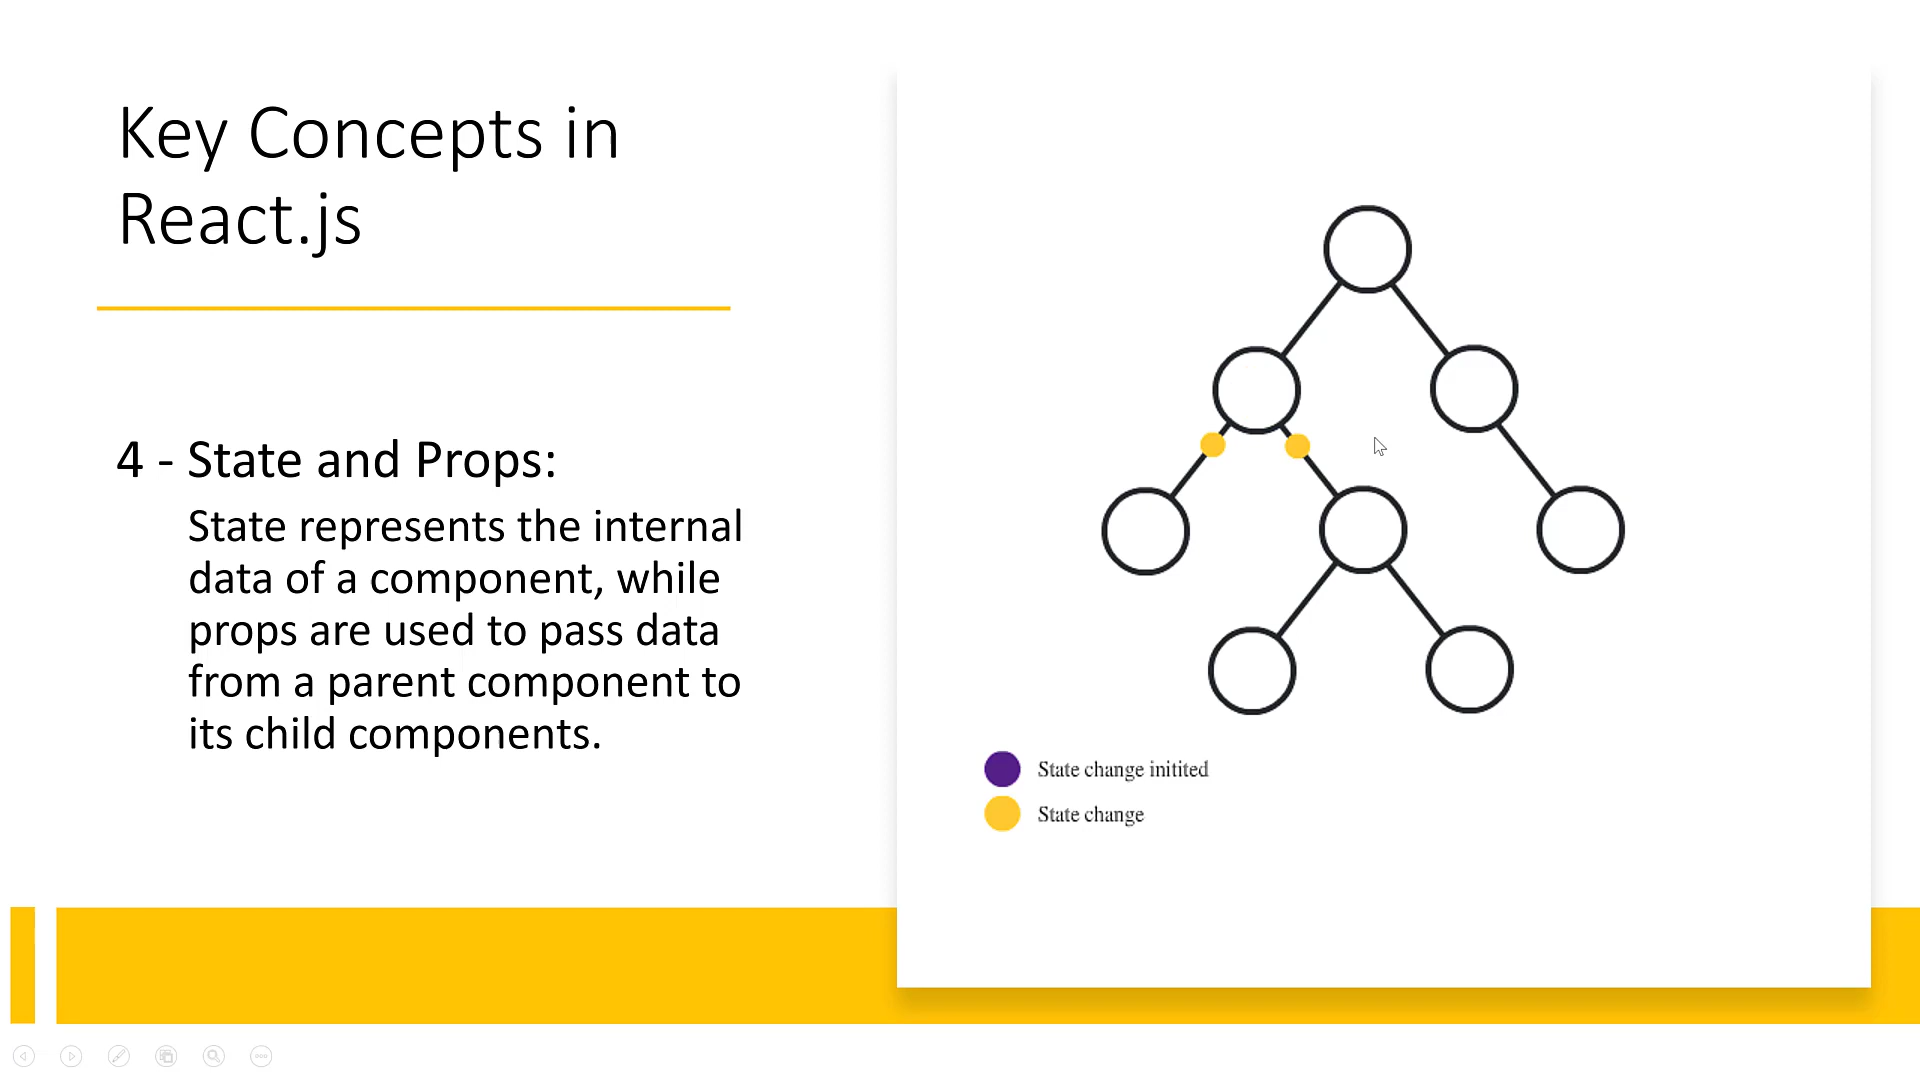 Key Concepts in
React.js
4 - State and Props:
State represents the internal
data of a component, while
props are used to pass data
from a parent component to
its child components.
State change initited
State change